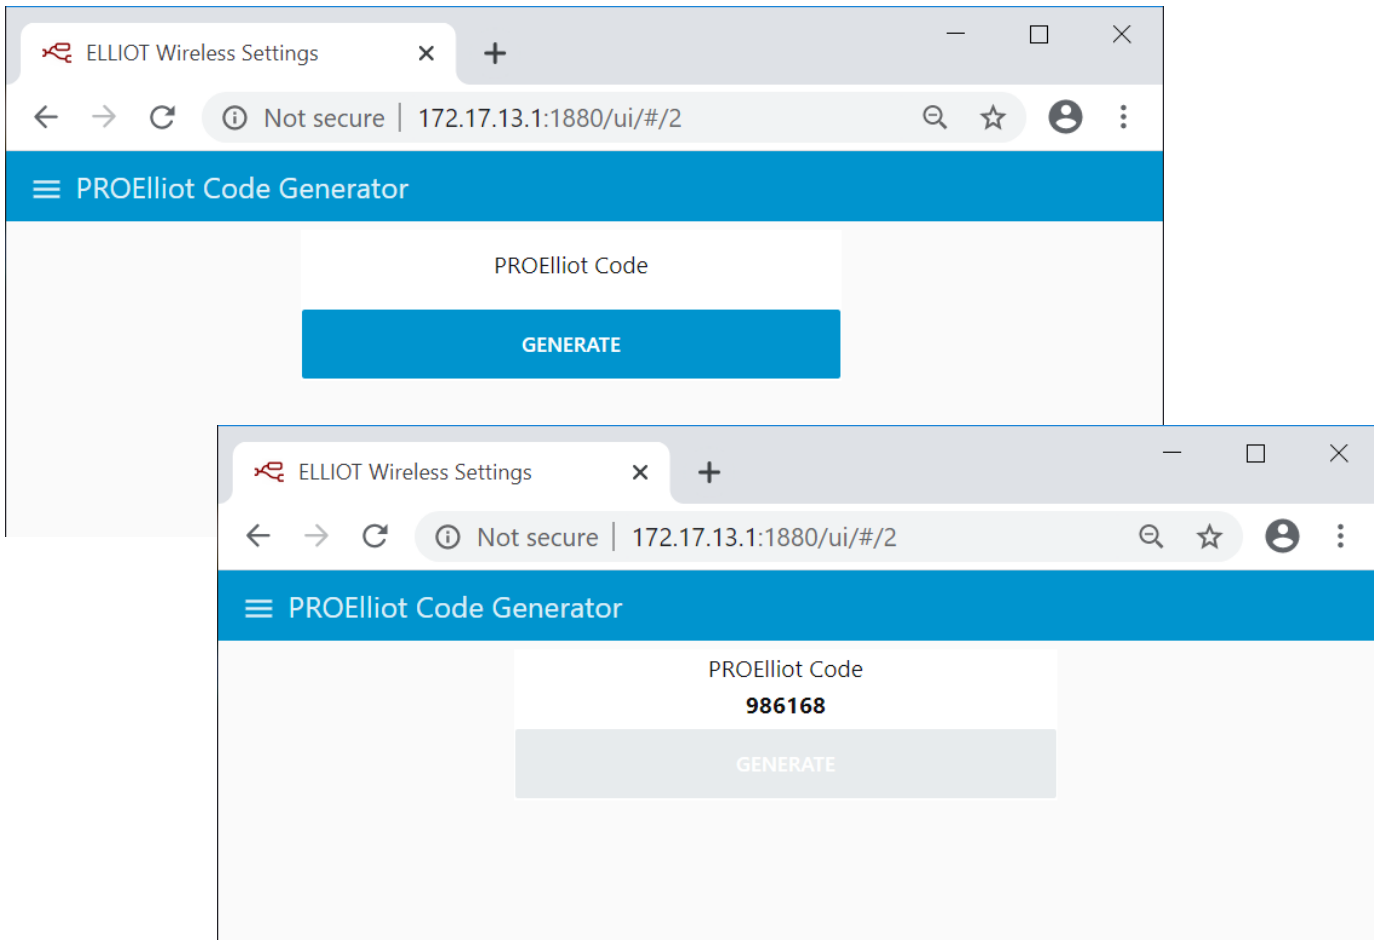 ELLIOT Wireless Settings
Not secure 172.17.13.1:1880/ui/#/2
PROElliot Code Generator
PROElliot Code
GENERATE
ELLIOT Wireless Settings
Not secure 172.17.13.1:1880/ui/#/2
PROElliot Code Generator
PROElliot Code
986168
GENERATE